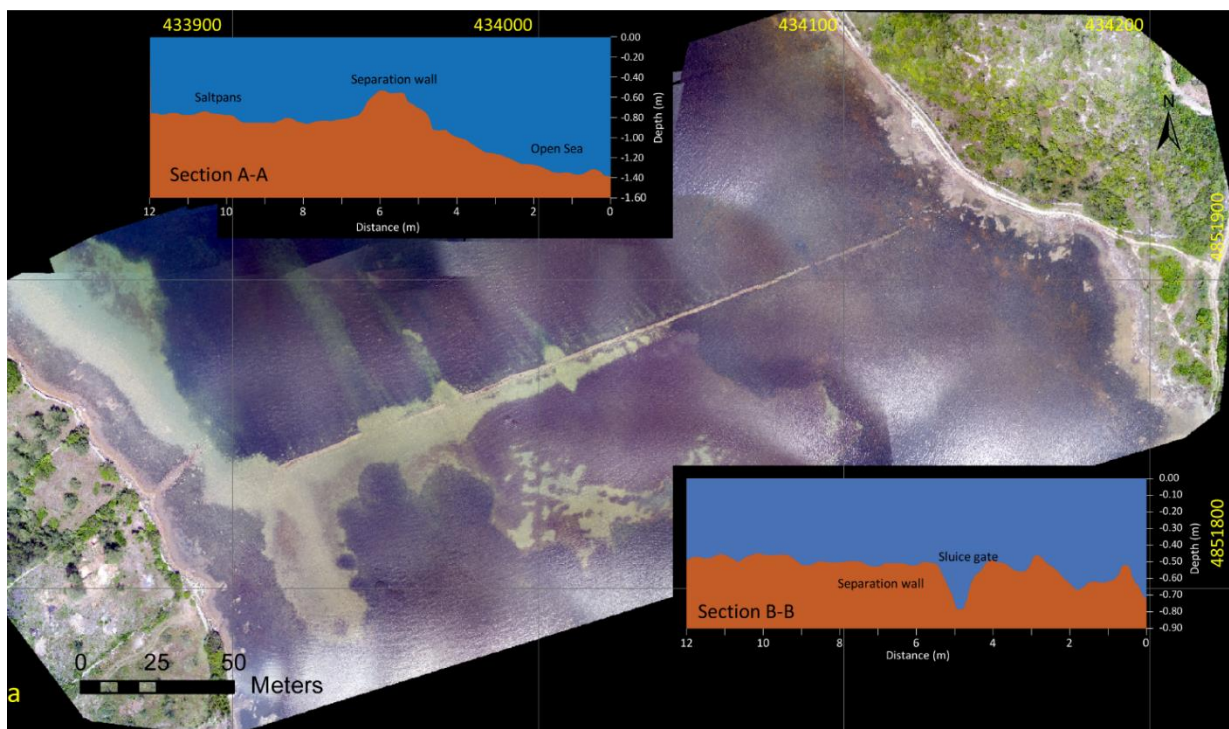 433900
434000
434100
434200
0.00
-0.20
-0.40
-0.60
-0.80
-1.00
-1.20
-1.40
-1.60
Depth (m)
Separation wall
Saltpans
Open Sea
Section A-A
12 10 8 6 4 2 0
Distance (m)
N
4851900
0.00
-0.10
-0.20
-0.30
-0.40
-0.50
-0.60
-0.70
-0.80
-0.90
Depth (m)
4851800
Sluice gate
Separation wall
Section B-B
12 10 8 6 4 2 0
Distance (m)
0 25 50
Meters
a